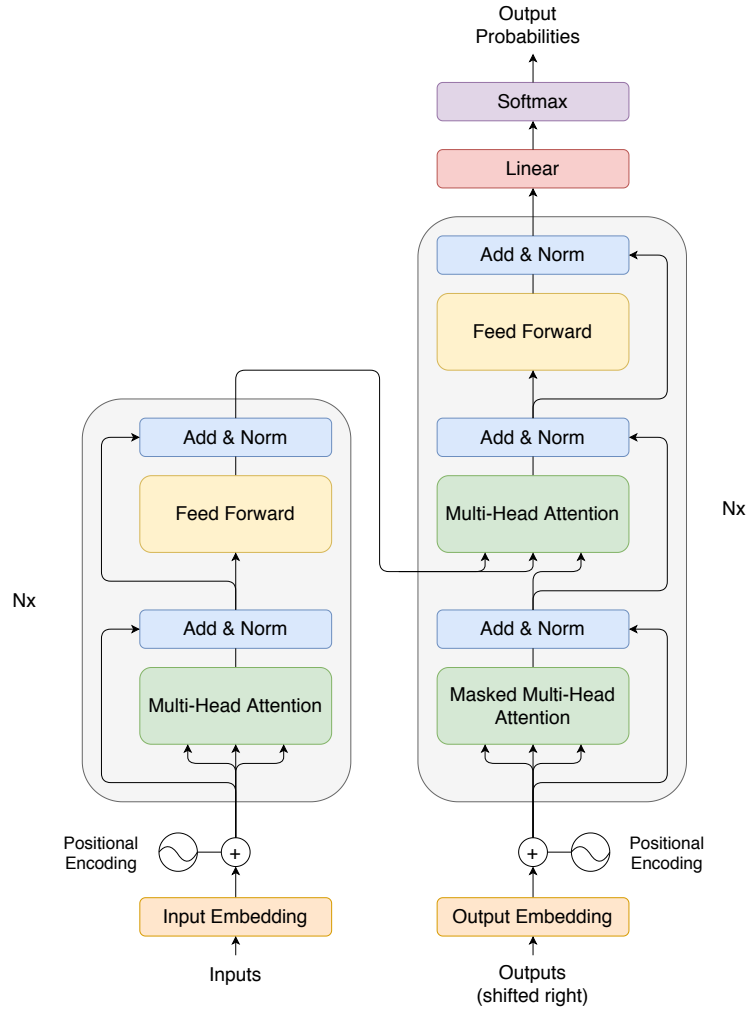 Output
Probabilities
Softmax
Linear
Add & Norm
Feed Forward
Add & Norm
Multi-Head Attention
Nx
Add & Norm
Masked Multi-Head
Attention
Add & Norm
Feed Forward
Nx
Add & Norm
Multi-Head Attention
Positional
Encoding
+
+
Positional
Encoding
Input Embedding
Output Embedding
Inputs
Outputs
(shifted right)